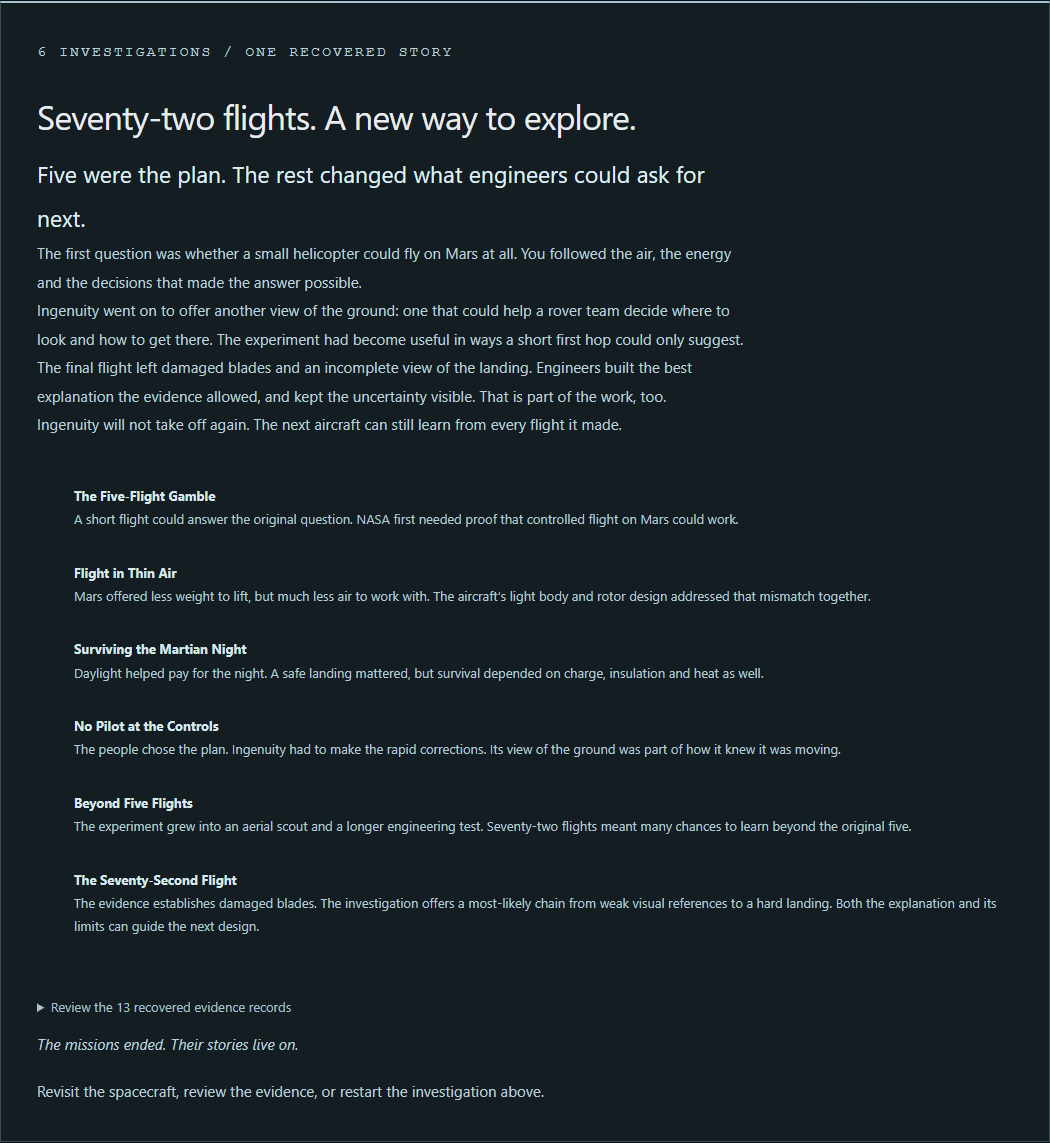 6 INVESTIGATIONS / ONE RECOVERED STORY
Seventy-two flights. A new way to explore.
Five were the plan. The rest changed what engineers could ask for
next.
The first question was whether a small helicopter could fly on Mars at all. You followed the air, the energy
and the decisions that made the answer possible.
Ingenuity went on to offer another view of the ground: one that could help a rover team decide where to
look and how to get there. The experiment had become useful in ways a short first hop could only suggest.
The final flight left damaged blades and an incomplete view of the landing. Engineers built the best
explanation the evidence allowed, and kept the uncertainty visible. That is part of the work, too.
Ingenuity will not take off again. The next aircraft can still learn from every flight it made.
The Five-Flight Gamble
A short flight could answer the original question. NASA first needed proof that controlled flight on Mars could work.
Flight in Thin Air
Mars offered less weight to lift, but much less air to work with. The aircraft's light body and rotor design addressed that mismatch together.
Surviving the Martian Night
Daylight helped pay for the night. A safe landing mattered, but survival depended on charge, insulation and heat as well.
No Pilot at the Controls
The people chose the plan. Ingenuity had to make the rapid corrections. Its view of the ground was part of how it knew it was moving.
Beyond Five Flights
The experiment grew into an aerial scout and a longer engineering test. Seventy-two flights meant many chances to learn beyond the original five.
The Seventy-Second Flight
The evidence establishes damaged blades. The investigation offers a most-likely chain from weak visual references to a hard landing. Both the explanation and its
limits can guide the next design.
▶ Review the 13 recovered evidence records
The missions ended. Their stories live on.
Revisit the spacecraft, review the evidence, or restart the investigation above.